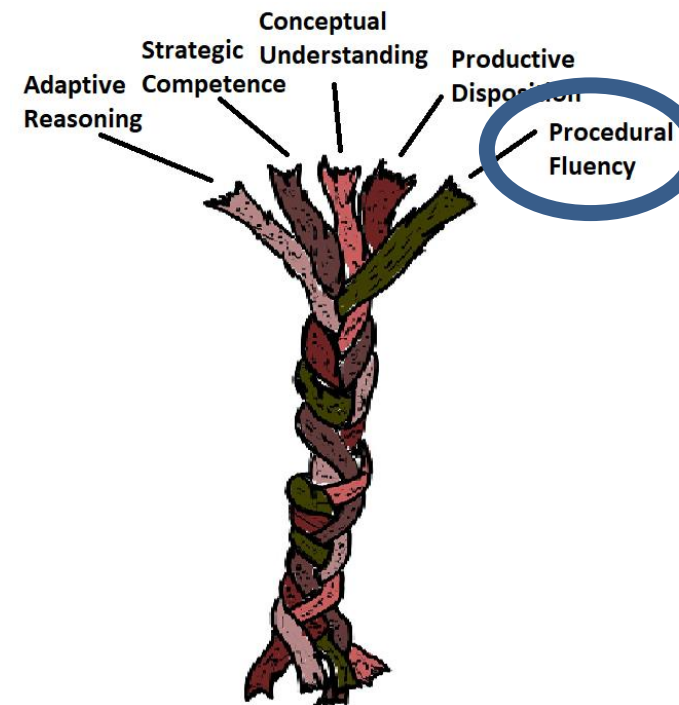 Adaptive
Reasoning
Strategic
Competence
Conceptual
Understanding
Productive
Disposition
Procedural
Fluency